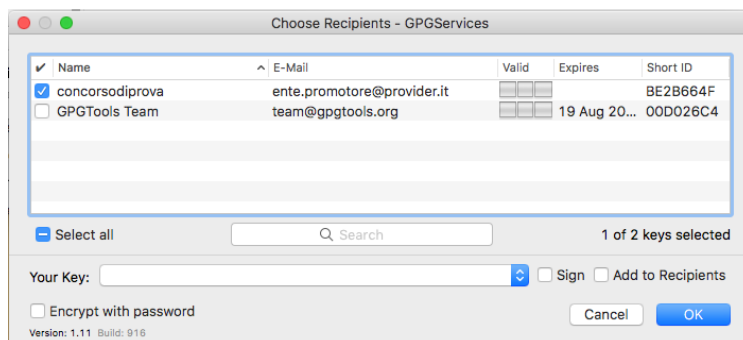 Choose Recipients - GPGServices
✔ Name E-Mail Valid Expires Short ID
concorsodiprova ente.promotore@provider.it BE2B664F
GPGTools Team team@gpgtools.org 19 Aug 20... 00D026C4
Select all Search 1 of 2 keys selected
Your Key: Sign Add to Recipients
Encrypt with password Cancel OK
Version: 1.11 Build: 916